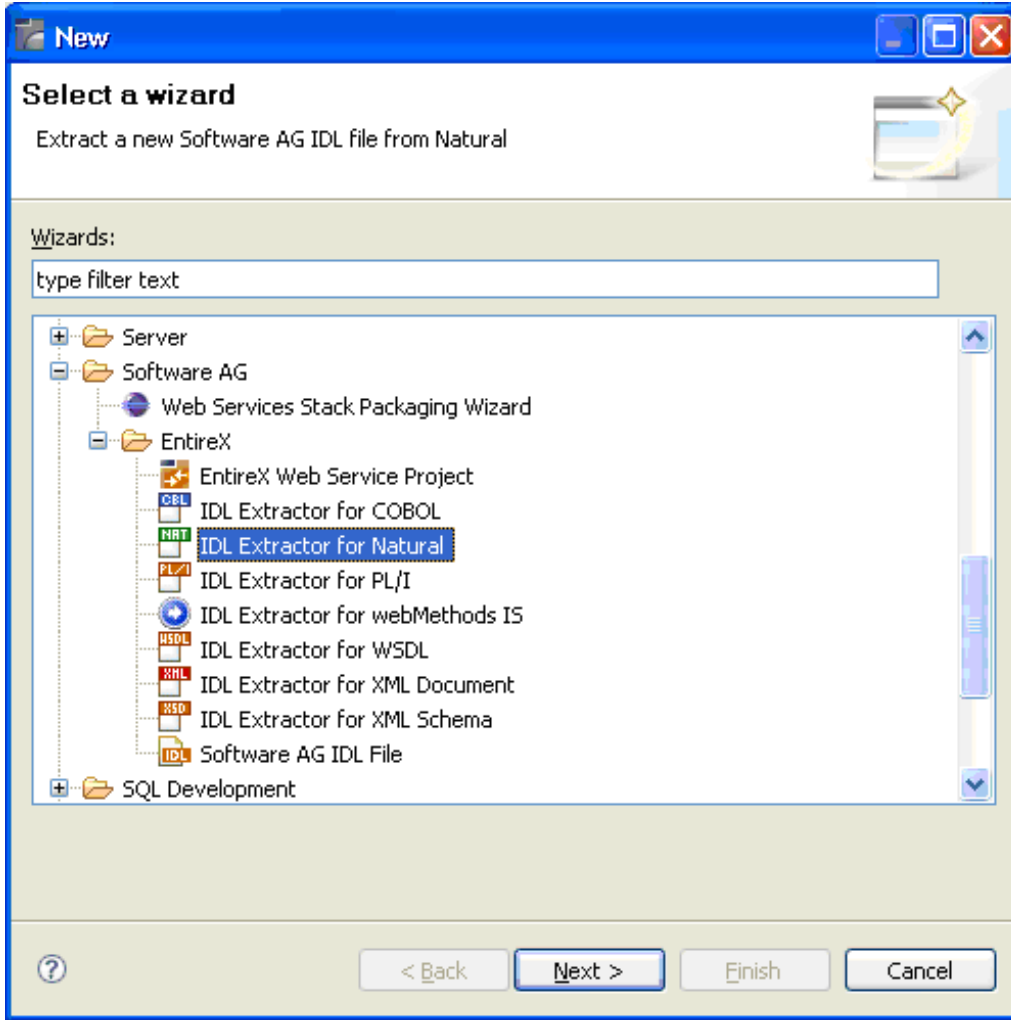 New
Select a wizard
Extract a new Software AG IDL file from Natural
Wizards:
type filter text
Server
Software AG
Web Services Stack Packaging Wizard
EntireX
EntireX Web Service Project
CBL IDL Extractor for COBOL
NAT IDL Extractor for Natural
PL/I IDL Extractor for PL/I
IDL Extractor for webMethods IS
WSDL IDL Extractor for WSDL
XML IDL Extractor for XML Document
XSD IDL Extractor for XML Schema
IDL Software AG IDL File
SQL Development
? < Back Next > Finish Cancel